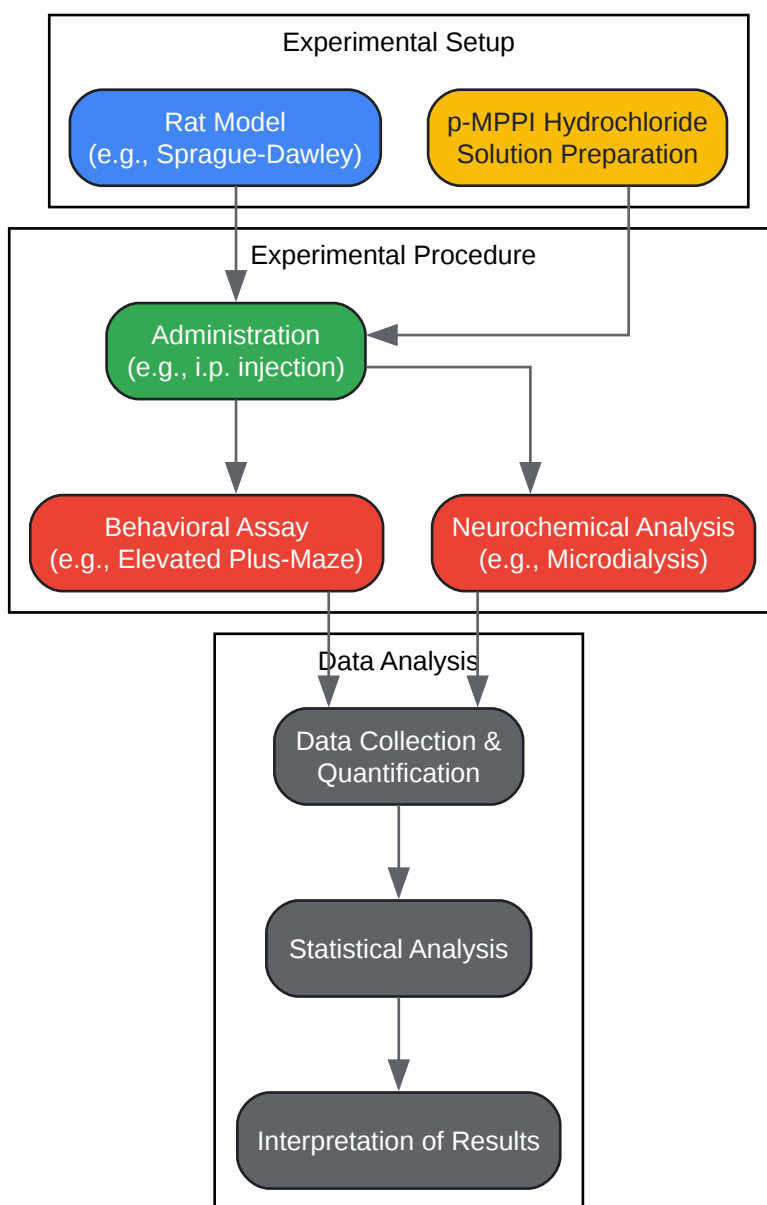 Experimental Setup
Rat Model
(e.g., Sprague-Dawley)
p-MPPI Hydrochloride
Solution Preparation
Experimental Procedure
Administration
(e.g., i.p. injection)
Behavioral Assay
(e.g., Elevated Plus-Maze)
Neurochemical Analysis
(e.g., Microdialysis)
Data Analysis
Data Collection &
Quantification
Statistical Analysis
Interpretation of Results